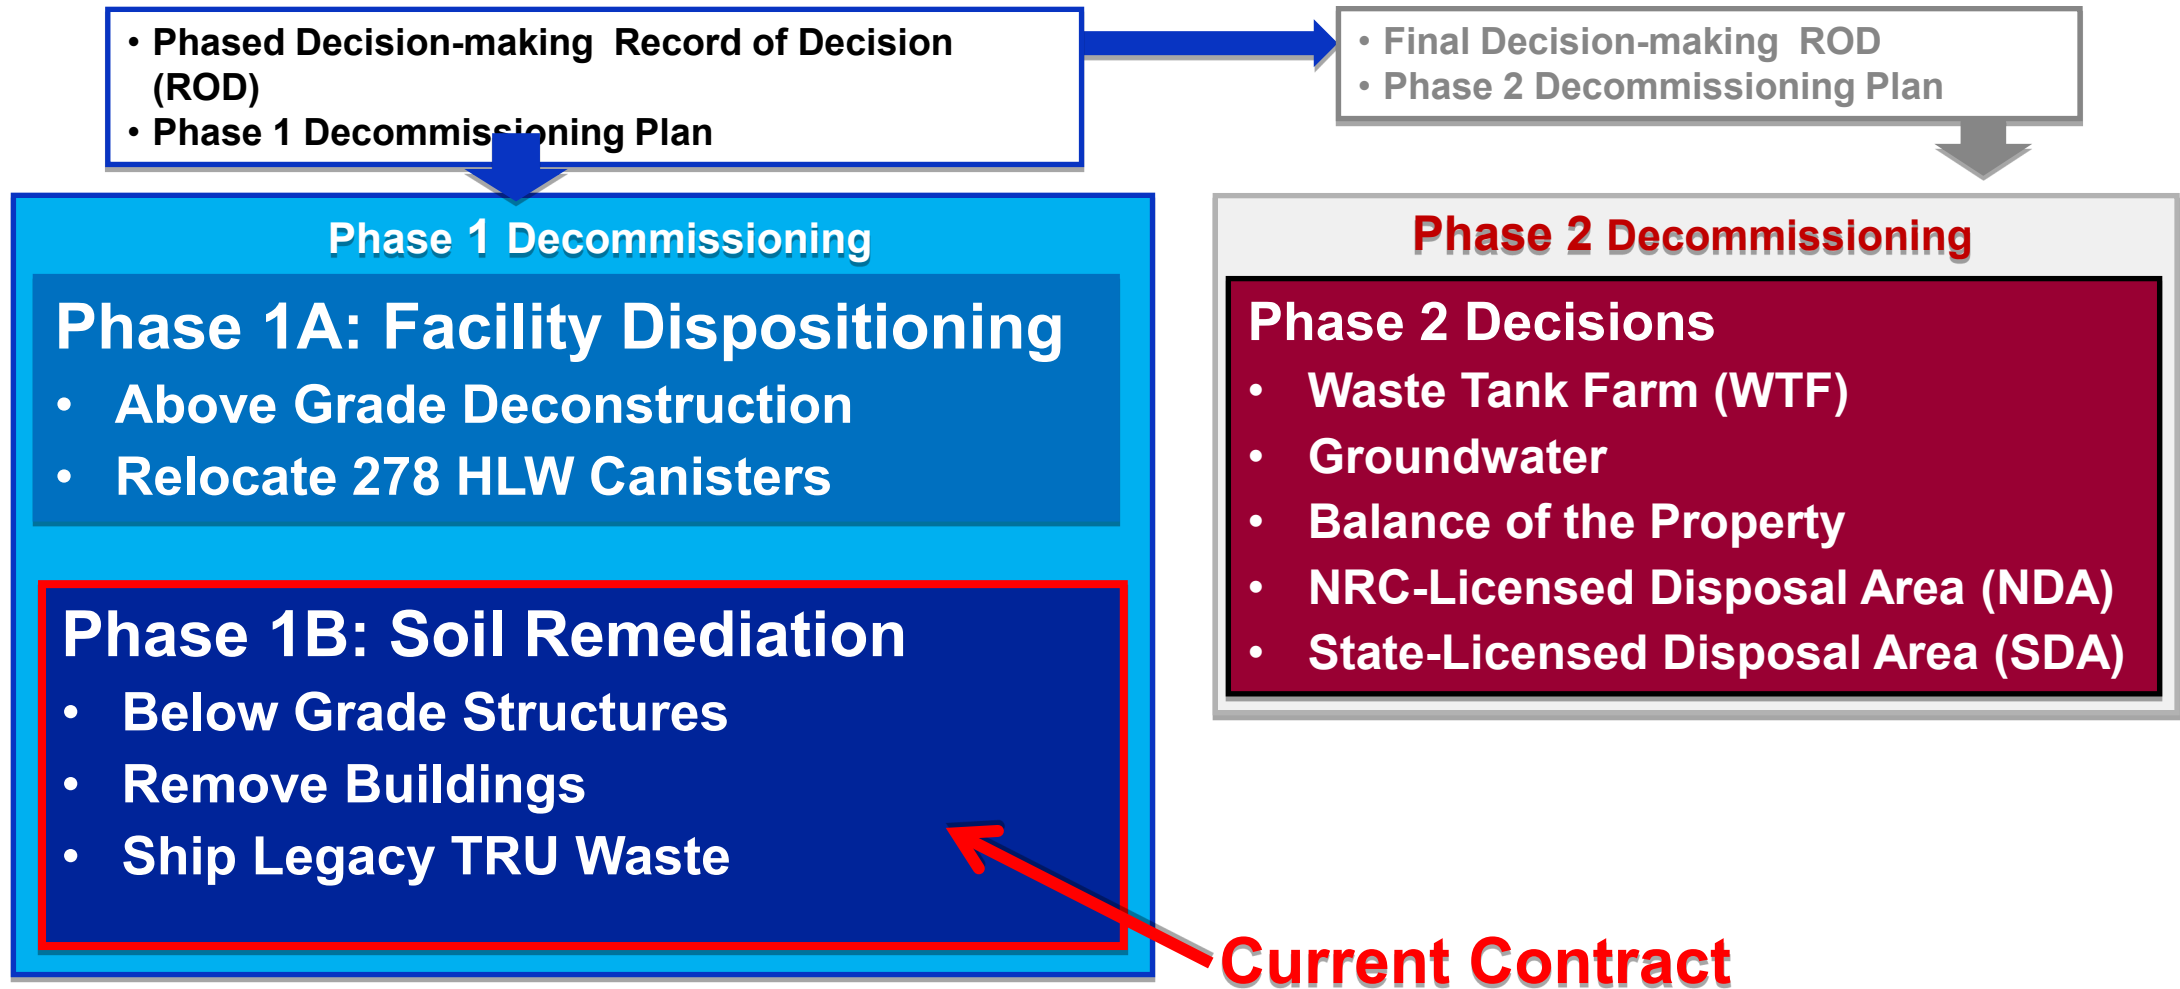 • Phased Decision-making Record of Decision
(ROD)
• Phase 1 Decommissioning Plan
• Final Decision-making ROD
• Phase 2 Decommissioning Plan
Phase 1 Decommissioning
Phase 1A: Facility Dispositioning
• Above Grade Deconstruction
• Relocate 278 HLW Canisters
Phase 1B: Soil Remediation
• Below Grade Structures
• Remove Buildings
• Ship Legacy TRU Waste
Phase 2 Decommissioning
Phase 2 Decisions
• Waste Tank Farm (WTF)
• Groundwater
• Balance of the Property
• NRC-Licensed Disposal Area (NDA)
• State-Licensed Disposal Area (SDA)
Current Contract